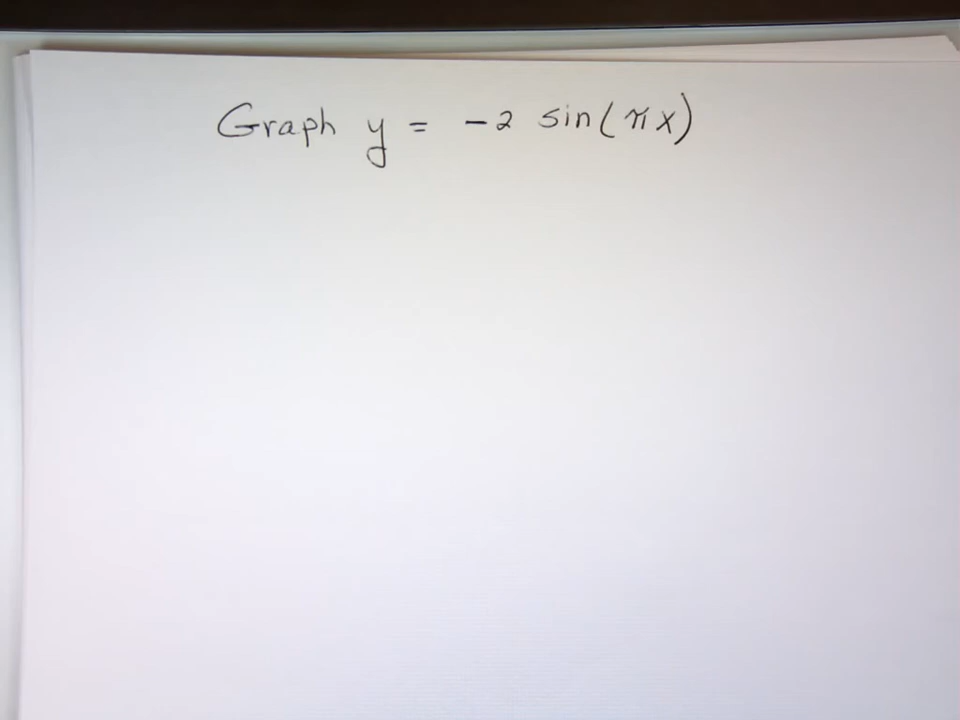 Graph y = -2 sin(πx)